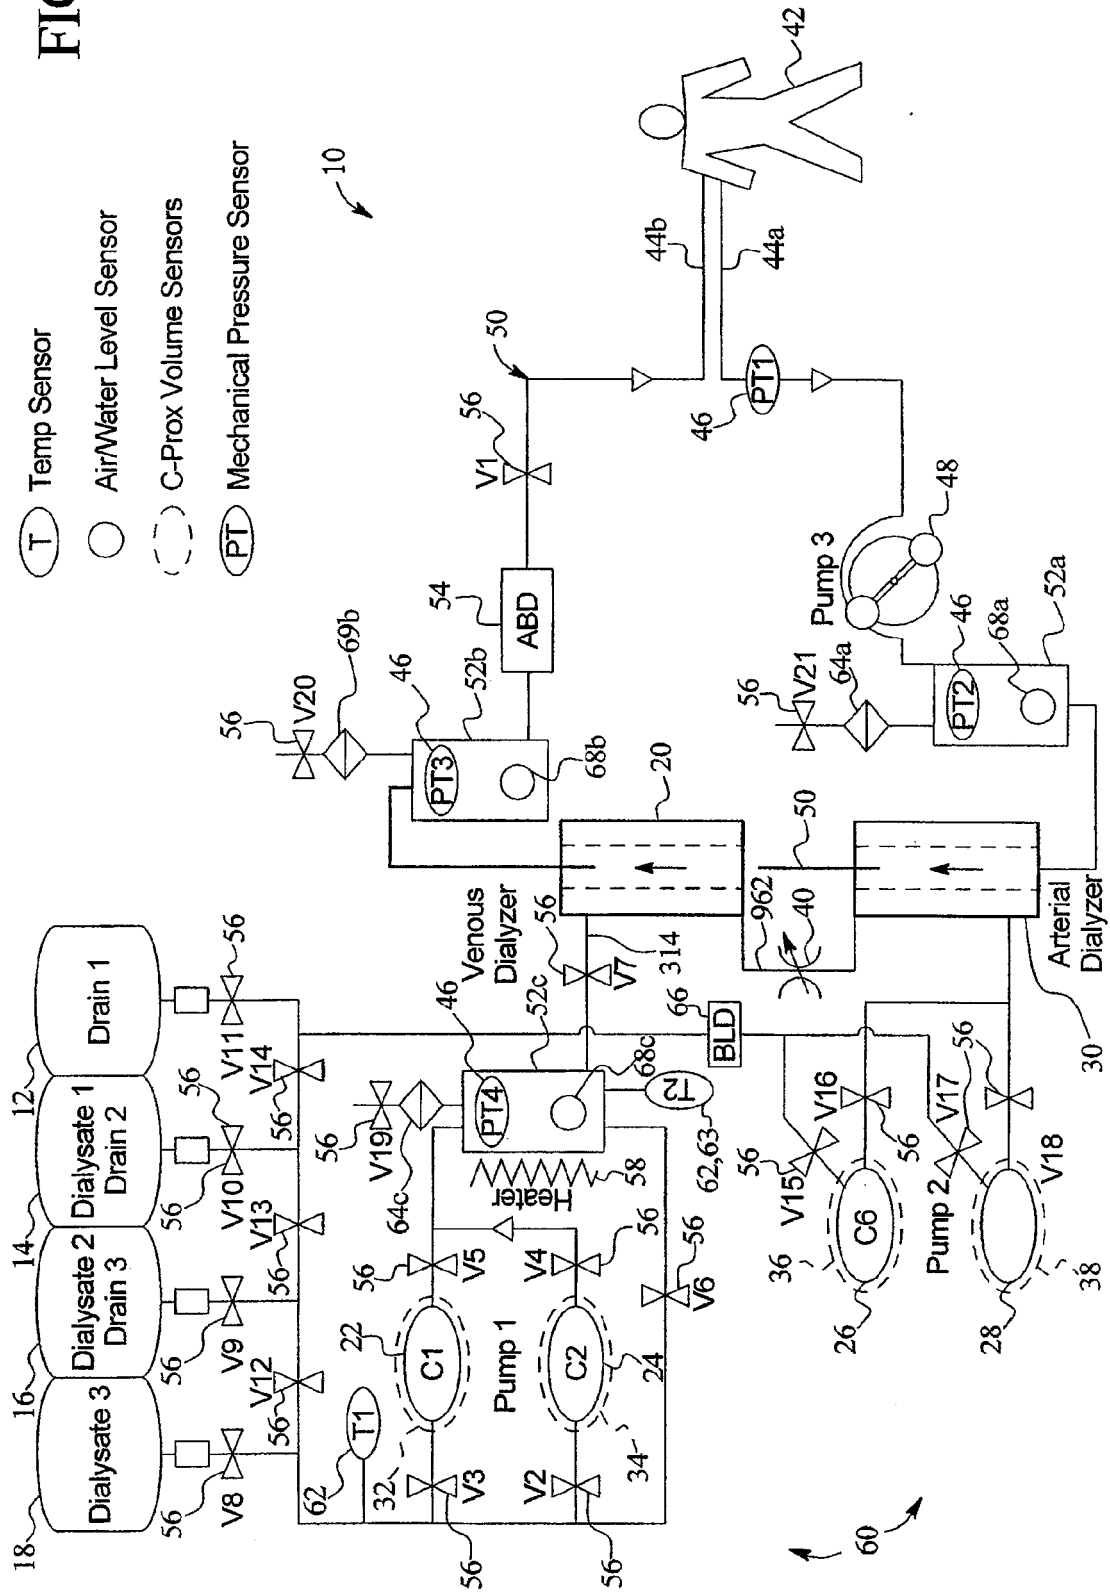 FIG
T Temp Sensor
Air/Water Level Sensor
C-Prox Volume Sensors
PT Mechanical Pressure Sensor
10
42
44b
44a
50
56
V1
PT1
46
54
ABD
Pump 3
48
52a
46
PT2
68a
64a
56
V21
69b
56
V20
52b
46
PT3
68b
20
50
962
40
Arterial
Dialyzer
30
Venous
Dialyzer
56
V7
314
66
BLD
52c
46
PT4
68c
T2
62,63
56
V19
64c
Heater
58
12
Drain 1
14
Dialysate 1
Drain 2
16
Dialysate 2
Drain 3
18
Dialysate 3
56
V11
56
V10
56
V9
56
V8
V14
56
V13
56
V12
56
62
T1
22
C1
32
Pump 1
C2
24
34
56
V5
V4
56
56
V6
V3
56
V2
56
V16
56
V15
56
V17
56
V18
36
C6
26
Pump 2
28
38
60